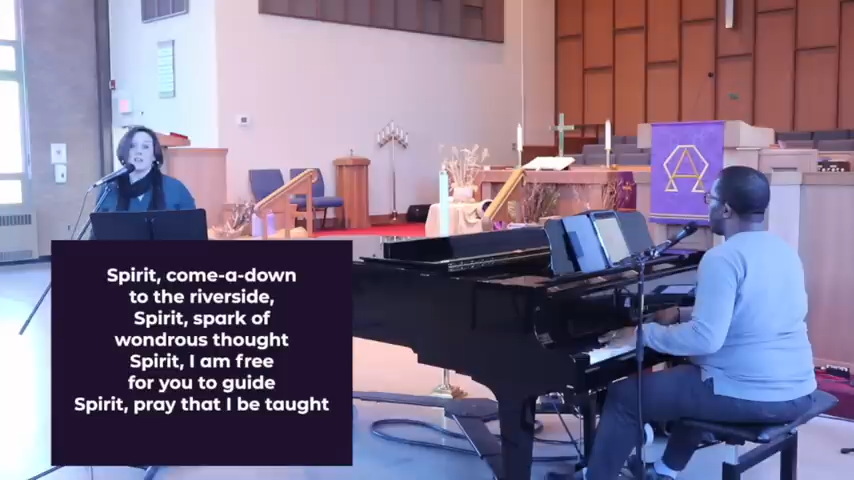 Spirit, come-a-down
to the riverside,
Spirit, spark of
wondrous thought
Spirit, I am free
for you to guide
Spirit, pray that I be taught